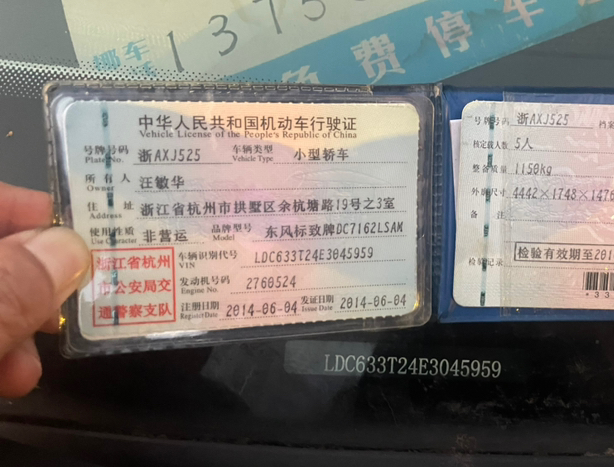 挪车
1375
免费停车
中华人民共和国机动车行驶证
Vehicle License of the People's Republic of China
号牌号码 Plate No. 浙AXJ525 车辆类型 Vehicle Type 小型轿车
所有人 Owner 汪敏华
住址 Address 浙江省杭州市拱墅区余杭塘路19号之3室
使用性质 Use Character 非营运 品牌型号 Model 东风标致牌DC7162LSAM
车辆识别代号 VIN LDC633T24E3045959
发动机号码 Engine No. 2760524
注册日期 Register Date 2014-06-04 发证日期 Issue Date 2014-06-04
浙江省杭州
市公安局交
通警察支队
号牌号码 浙AXJ525 档案
核定载人数 5人
整备质量 1150kg
外廓尺寸 4442×1748×1476
备注
检验记录
检验有效期至201
*33
LDC633T24E3045959